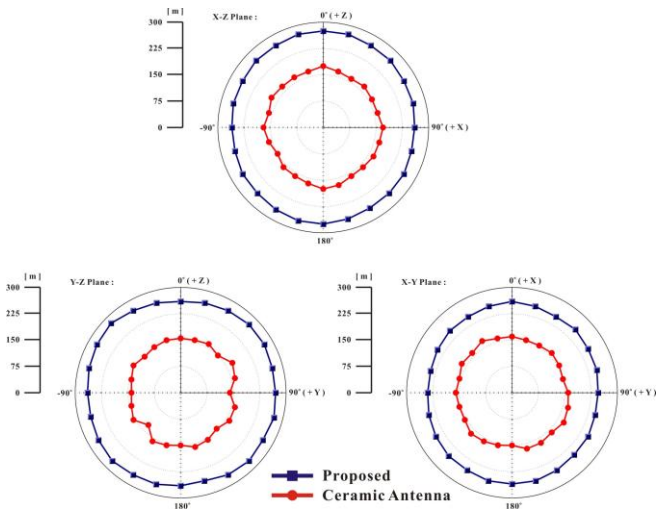 [ m ]
X-Z Plane :
0° ( + Z )
300
225
150
75
0
-90°
90° ( + X )
180°
[ m ]
Y-Z Plane :
0° ( + Z )
300
225
150
75
0
-90°
90° ( + Y )
180°
[ m ]
X-Y Plane :
0° ( + X )
300
225
150
75
0
-90°
90° ( + Y )
180°
Proposed
Ceramic Antenna